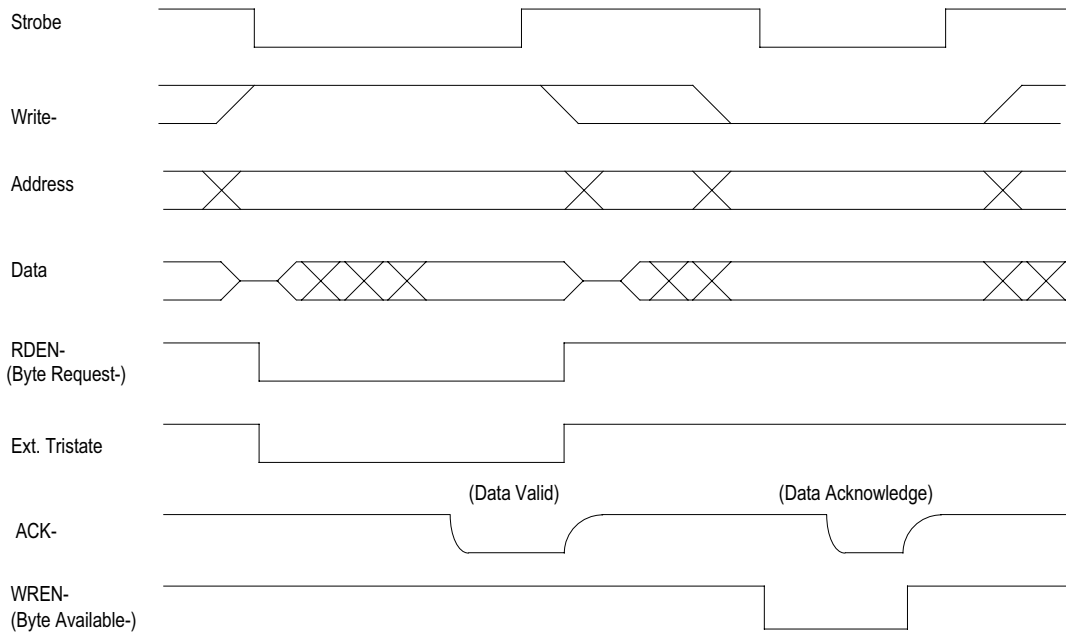 Strobe
Write-
Address
Data
RDEN-
(Byte Request-)
Ext. Tristate
(Data Valid)
(Data Acknowledge)
ACK-
WREN-
(Byte Available-)